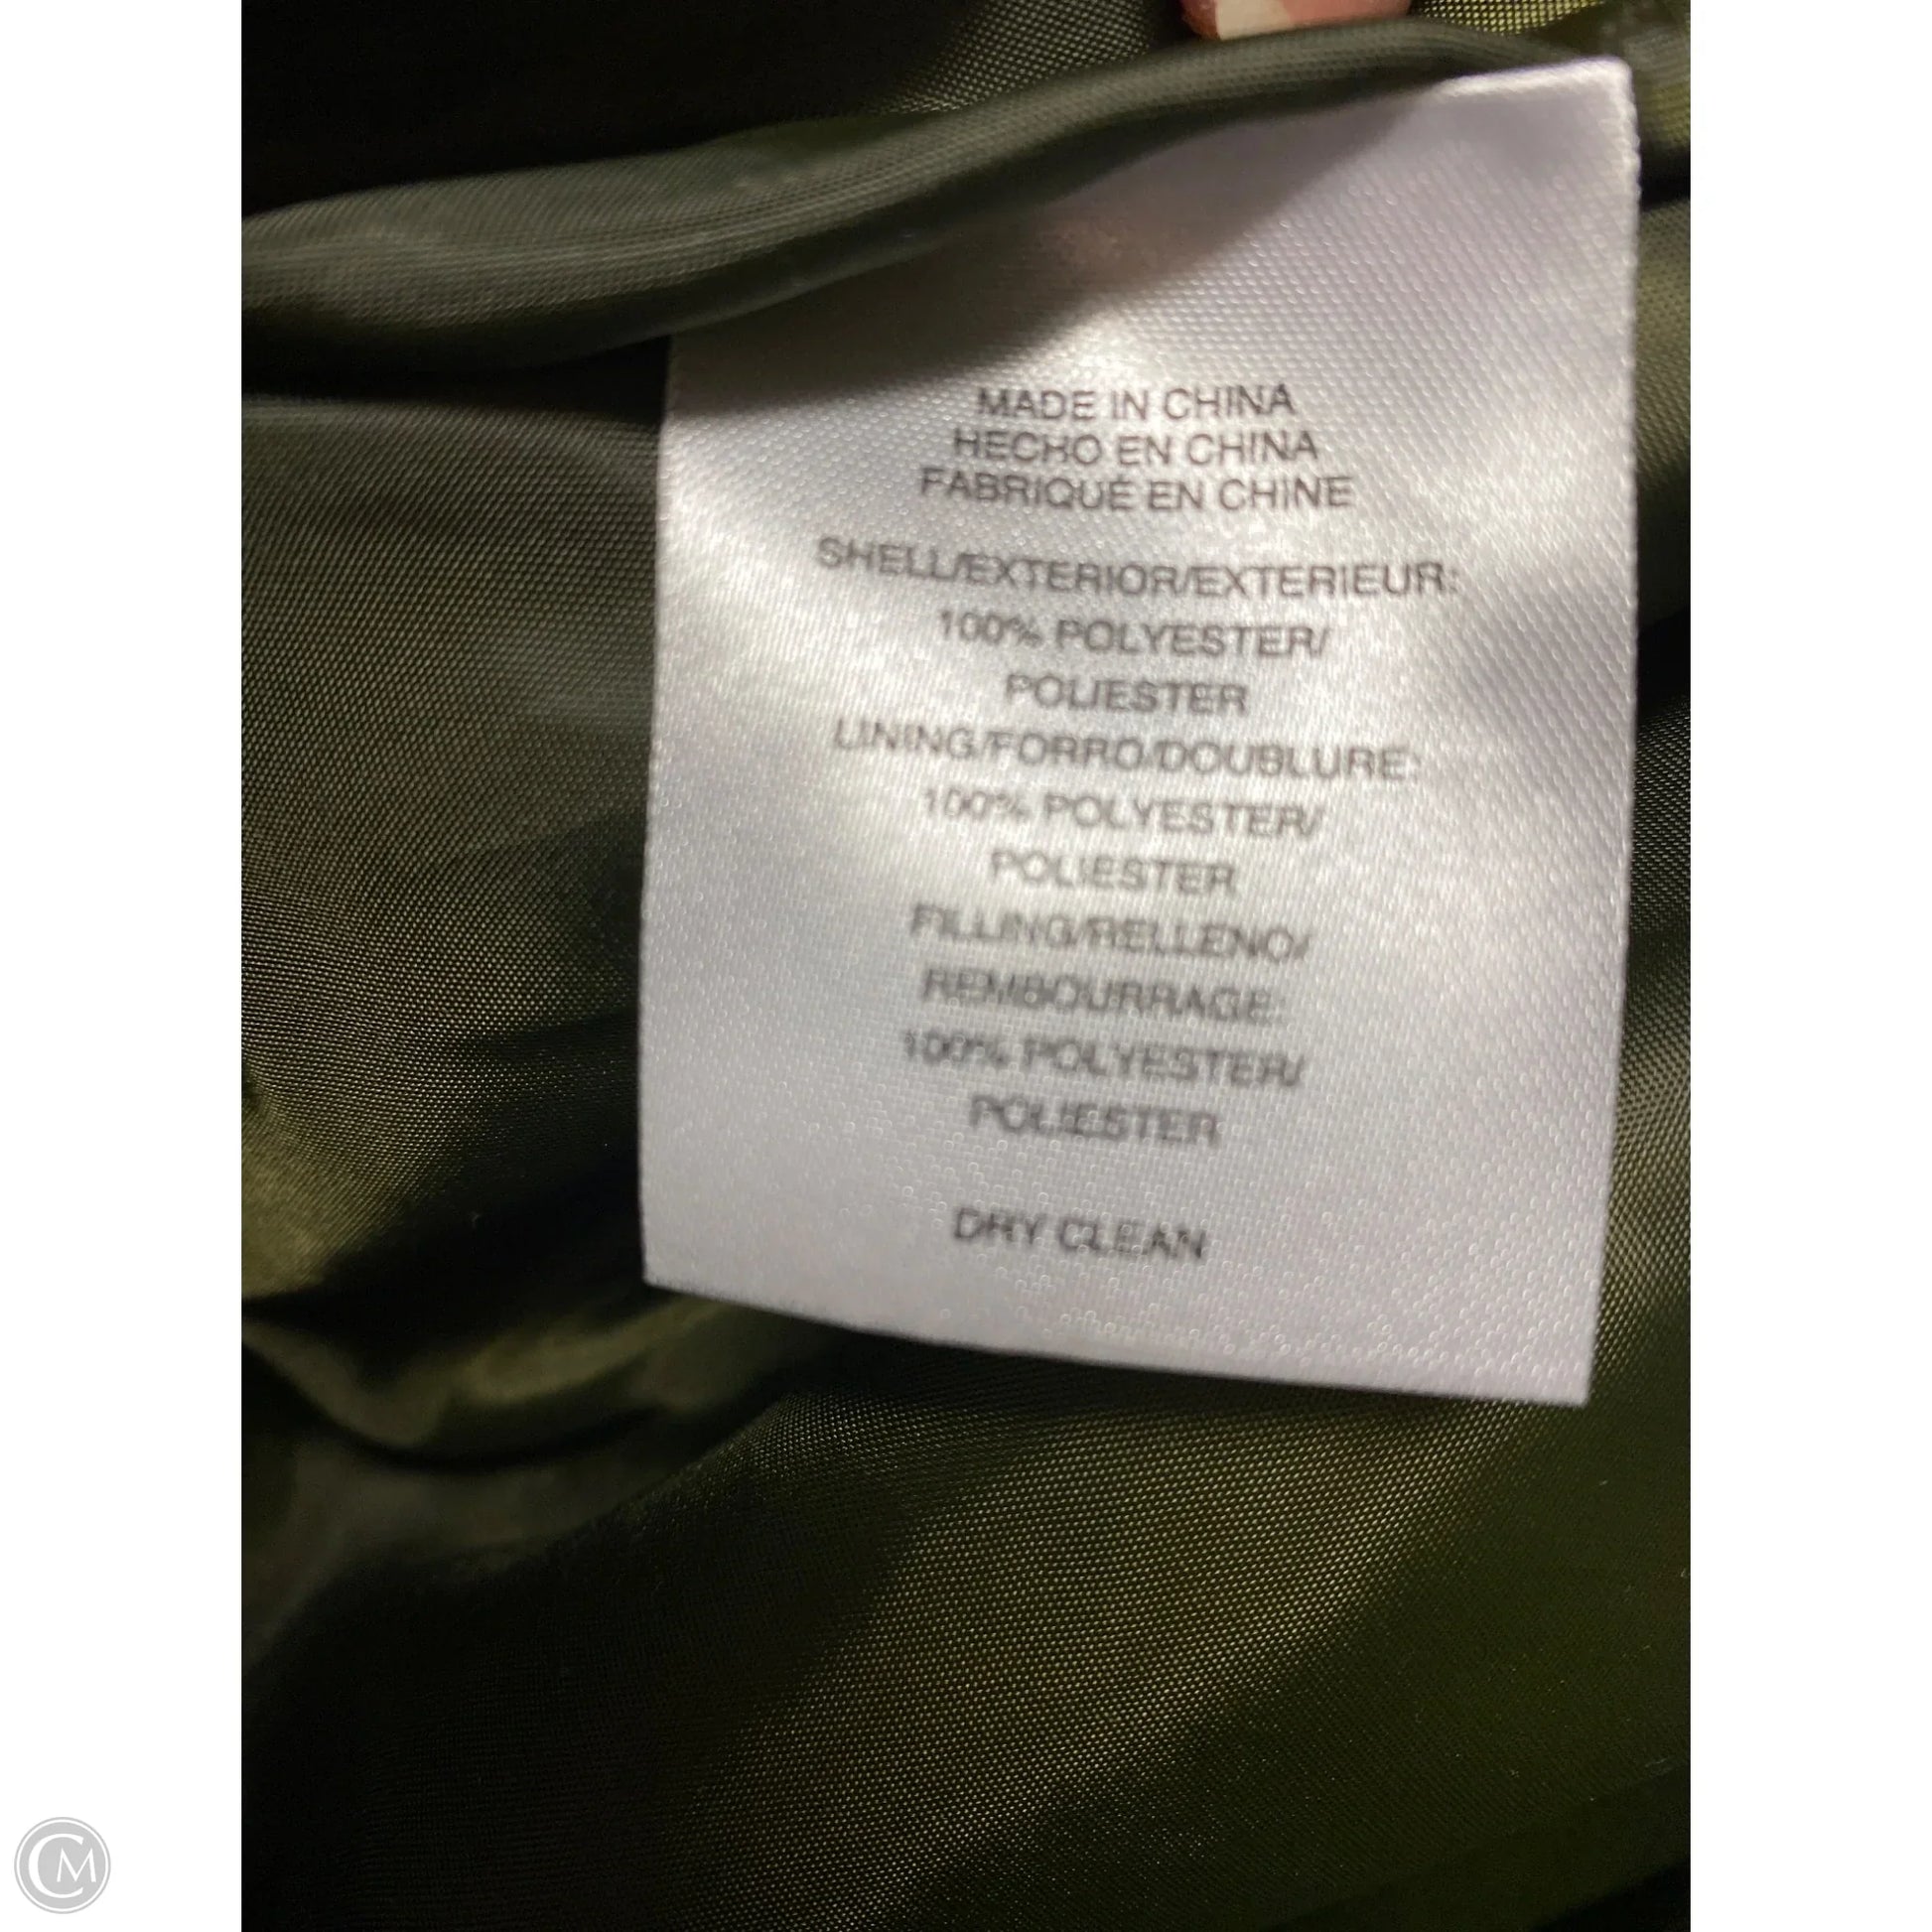 MADE IN CHINA
HECHO EN CHINA
FABRIQUÉ EN CHINE
SHELL/EXTERIOR/EXTERIEUR:
100% POLYESTER/
POLIESTER
LINING/FORRO/DOUBLURE:
100% POLYESTER/
POLIESTER
FILLING/RELLENO/
REMBOURRAGE:
100% POLYESTER/
POLIESTER
DRY CLEAN
CM